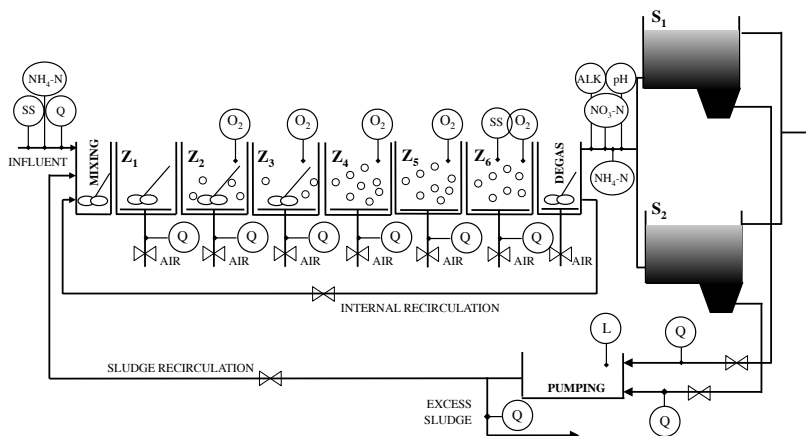 S1
NH4-N
SS
Q
INFLUENT
MIXING
Z1
Z2
Z3
Z4
Z5
Z6
DEGAS
O2
O2
O2
O2
SS
O2
ALK
pH
NO3-N
NH4-N
S2
Q
Q
Q
Q
Q
Q
AIR
AIR
AIR
AIR
AIR
AIR
AIR
INTERNAL RECIRCULATION
L
Q
SLUDGE RECIRCULATION
PUMPING
EXCESS
SLUDGE
Q
Q